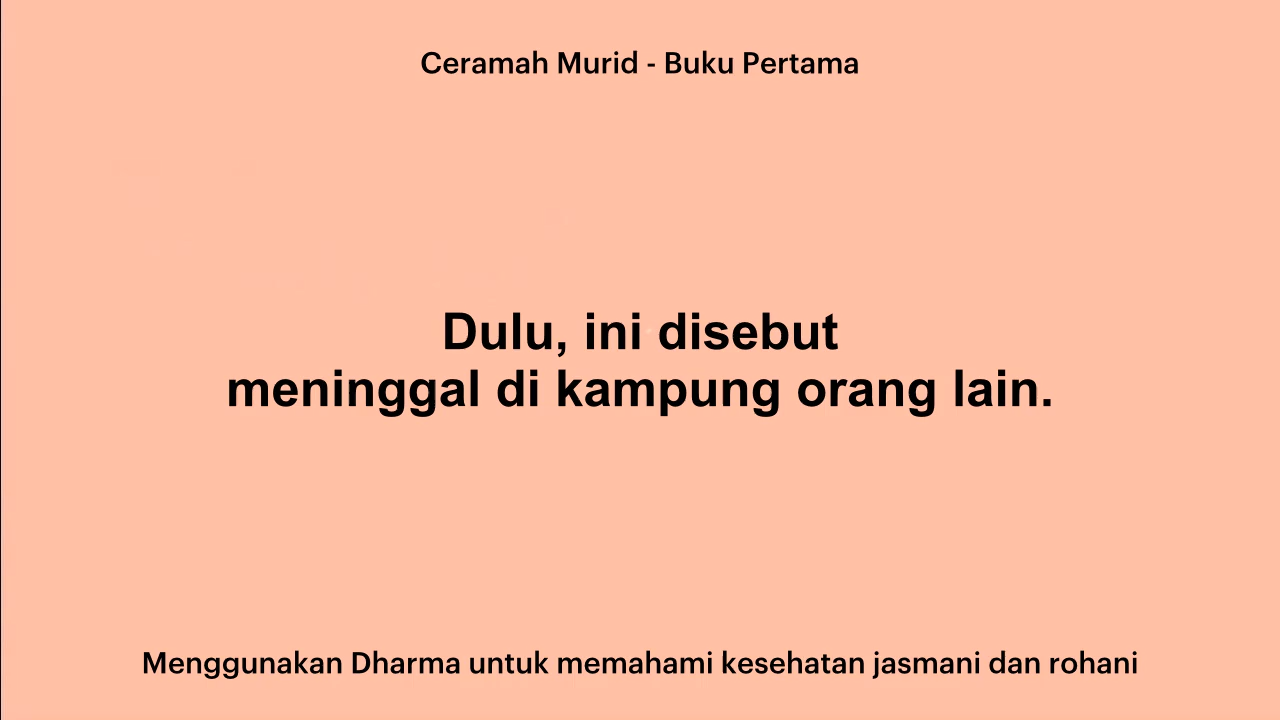 Ceramah Murid - Buku Pertama
Dulu, ini disebut
meninggal di kampung orang lain.
Menggunakan Dharma untuk memahami kesehatan jasmani dan rohani